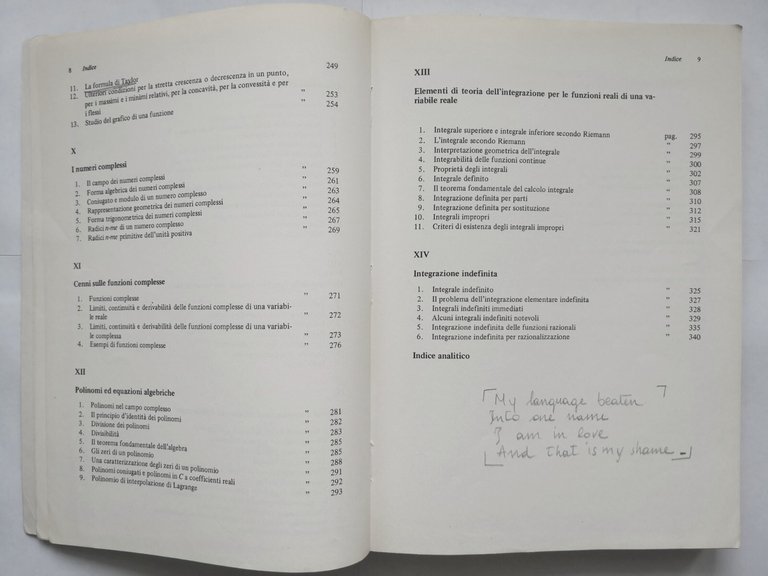 8 Indice
11. La formula di Taylor 249
12. Ulteriori condizioni per la stretta crescenza o decrescenza in un punto,
per i massimi e i minimi relativi, per la concavità, per la convessità e per
i flessi " 253
13. Studio del grafico di una funzione " 254
X
I numeri complessi
1. Il campo dei numeri complessi " 259
2. Forma algebrica dei numeri complessi " 261
3. Coniugato e modulo di un numero complesso " 263
4. Rappresentazione geometrica dei numeri complessi " 264
5. Forma trigonometrica dei numeri complessi " 265
6. Radici n-me di un numero complesso " 267
7. Radici n-me primitive dell'unità positiva " 269
XI
Cenni sulle funzioni complesse
1. Funzioni complesse " 271
2. Limiti, continuità e derivabilità delle funzioni complesse di una variabi-
le reale " 272
3. Limiti, continuità e derivabilità delle funzioni complesse di una varia-
bile complessa " 273
4. Esempi di funzioni complesse " 276
XII
Polinomi ed equazioni algebriche
1. Polinomi nel campo complesso " 281
2. Il principio d'identità dei polinomi " 282
3. Divisione dei polinomi " 283
4. Divisibilità " 285
5. Il teorema fondamentale dell'algebra " 285
6. Gli zeri di un polinomio " 285
7. Una caratterizzazione degli zeri di un polinomio " 288
8. Polinomi coniugati e polinomi in C a coefficienti reali " 291
9. Polinomio di interpolazione di Lagrange " 292
" 293
Indice 9
XIII
Elementi di teoria dell'integrazione per le funzioni reali di una va-
riabile reale
1. Integrale superiore e integrale inferiore secondo Riemann pag. 295
2. L'integrale secondo Riemann " 297
3. Interpretazione geometrica dell'integrale " 299
4. Integrabilità delle funzioni continue " 300
5. Proprietà degli integrali " 302
6. Integrale definito " 307
7. Il teorema fondamentale del calcolo integrale " 308
8. Integrazione definita per parti " 310
9. Integrazione definita per sostituzione " 312
10. Integrali impropri " 315
11. Criteri di esistenza degli integrali impropri " 321
XIV
Integrazione indefinita
1. Integrale indefinito " 325
2. Il problema dell'integrazione elementare indefinita " 327
3. Integrali indefiniti immediati " 328
4. Alcuni integrali indefiniti notevoli " 329
5. Integrazione indefinita delle funzioni razionali " 335
6. Integrazione indefinita per razionalizzazione " 340
Indice analitico
My language beaten
Into one name
I am in love
And that is my shame